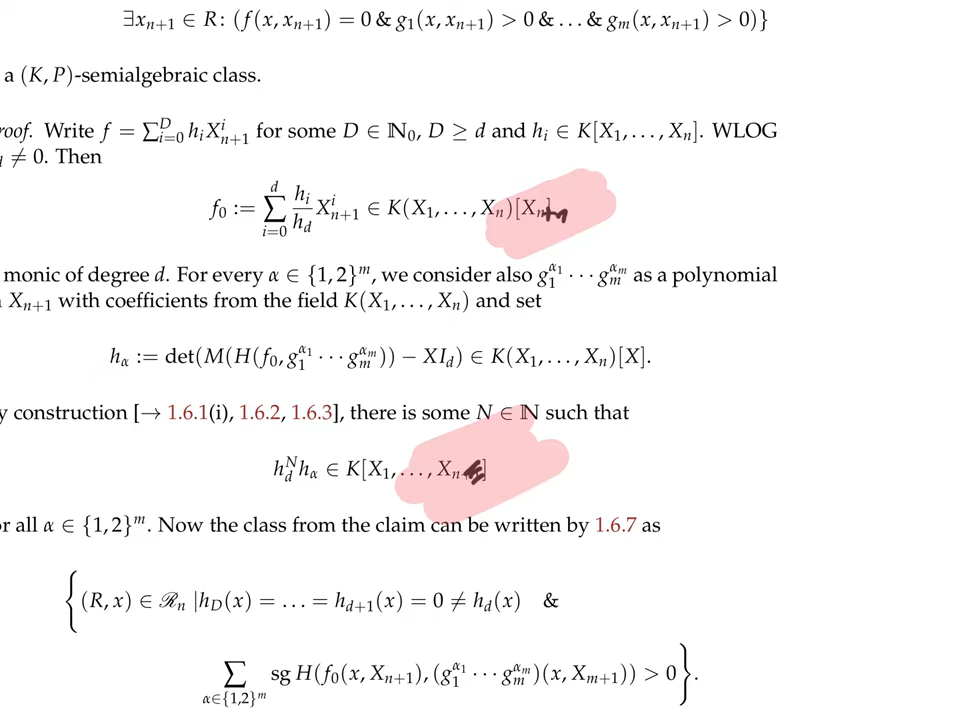 ∃x_{n+1} ∈ R: (f(x, x_{n+1}) = 0 & g_1(x, x_{n+1}) > 0 & … & g_m(x, x_{n+1}) > 0)}
a (K, P)-semialgebraic class.
roof. Write f = ∑_{i=0}^{D} h_i X_{n+1}^i for some D ∈ ℕ_0, D ≥ d and h_i ∈ K[X_1, …, X_n]. WLOG
_d ≠ 0. Then
f_0 := ∑_{i=0}^{d} \frac{h_i}{h_d} X_{n+1}^i ∈ K(X_1, …, X_n)[X_{n+1}]
monic of degree d. For every α ∈ {1, 2}^m, we consider also g_1^{α_1} ⋯ g_m^{α_m} as a polynomial
X_{n+1} with coefficients from the field K(X_1, …, X_n) and set
h_α := det(M(H(f_0, g_1^{α_1} ⋯ g_m^{α_m})) − XI_d) ∈ K(X_1, …, X_n)[X].
y construction [→ 1.6.1(i), 1.6.2, 1.6.3], there is some N ∈ ℕ such that
h_d^N h_α ∈ K[X_1, …, X_n
or all α ∈ {1, 2}^m. Now the class from the claim can be written by 1.6.7 as
{(R, x) ∈ ℛ_n |h_D(x) = … = h_{d+1}(x) = 0 ≠ h_d(x) &
∑_{α∈{1,2}^m} sg H(f_0(x, X_{n+1}), (g_1^{α_1} ⋯ g_m^{α_m})(x, X_{m+1})) > 0}.